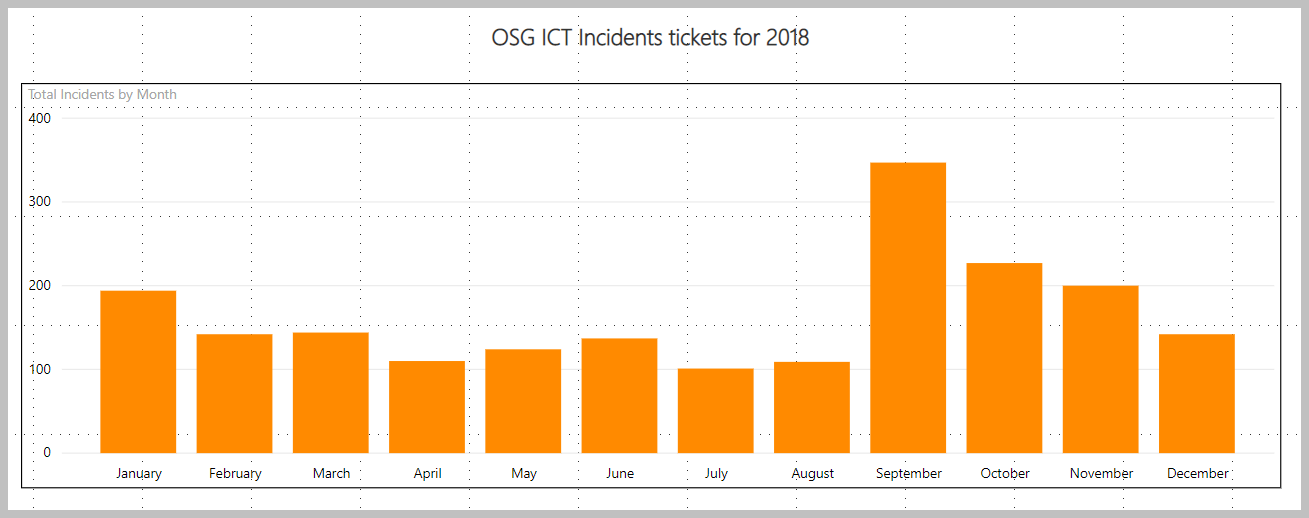 OSG ICT Incidents tickets for 2018
Total Incidents by Month
400
300
200
100
0
January February March April May June July August September October November December